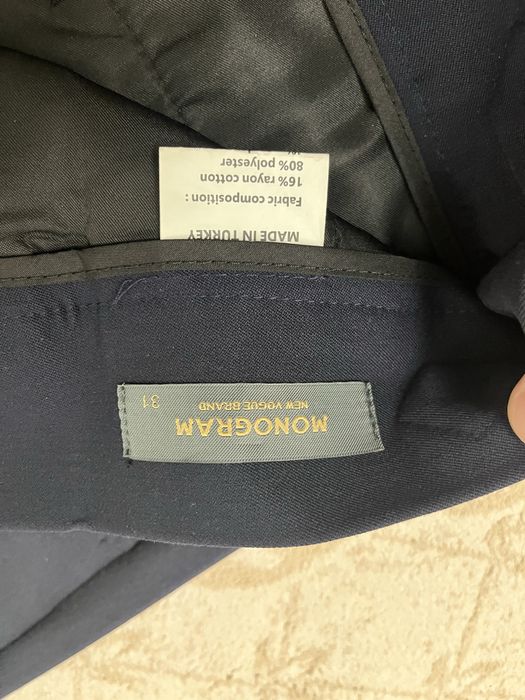 MADE IN TURKEY
Fabric composition :
16% rayon cotton
80% polyester
MONOGRAM
NEW VOGUE BRAND
31